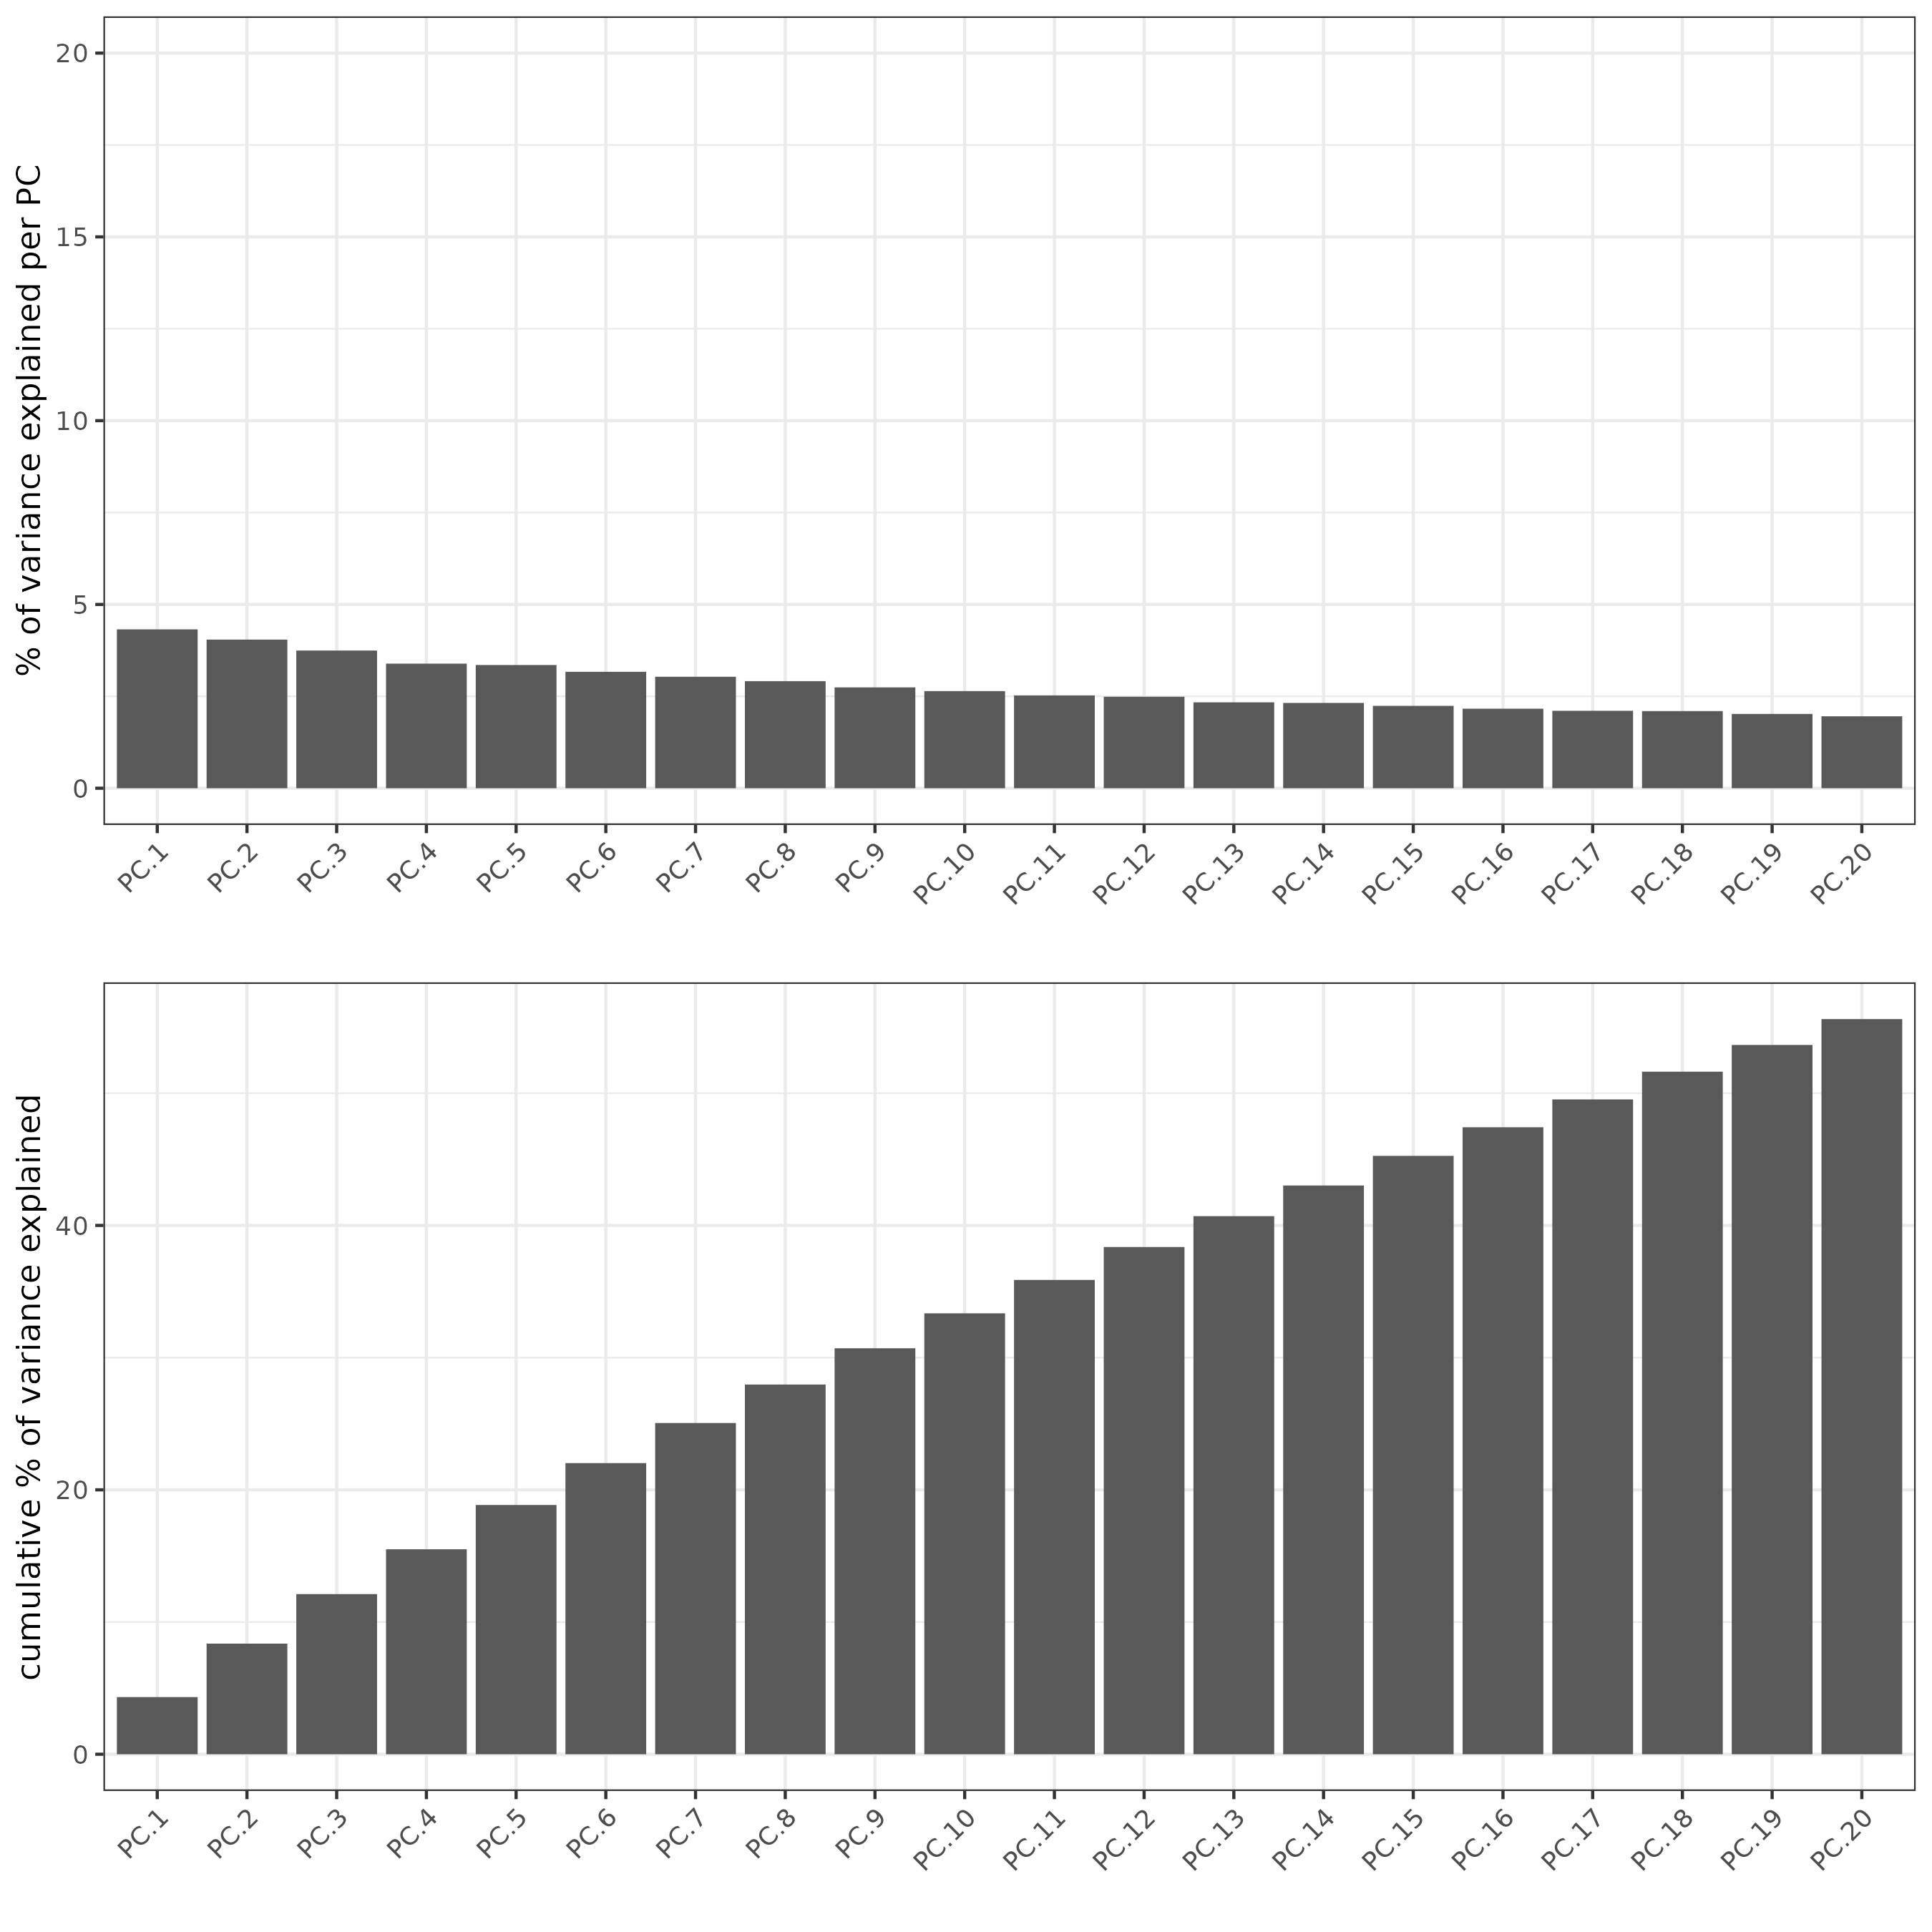 % of variance explained per PC
20
15
10
5
0
PC.1 PC.2 PC.3 PC.4 PC.5 PC.6 PC.7 PC.8 PC.9 PC.10 PC.11 PC.12 PC.13 PC.14 PC.15 PC.16 PC.17 PC.18 PC.19 PC.20
cumulative % of variance explained
40
20
0
PC.1 PC.2 PC.3 PC.4 PC.5 PC.6 PC.7 PC.8 PC.9 PC.10 PC.11 PC.12 PC.13 PC.14 PC.15 PC.16 PC.17 PC.18 PC.19 PC.20